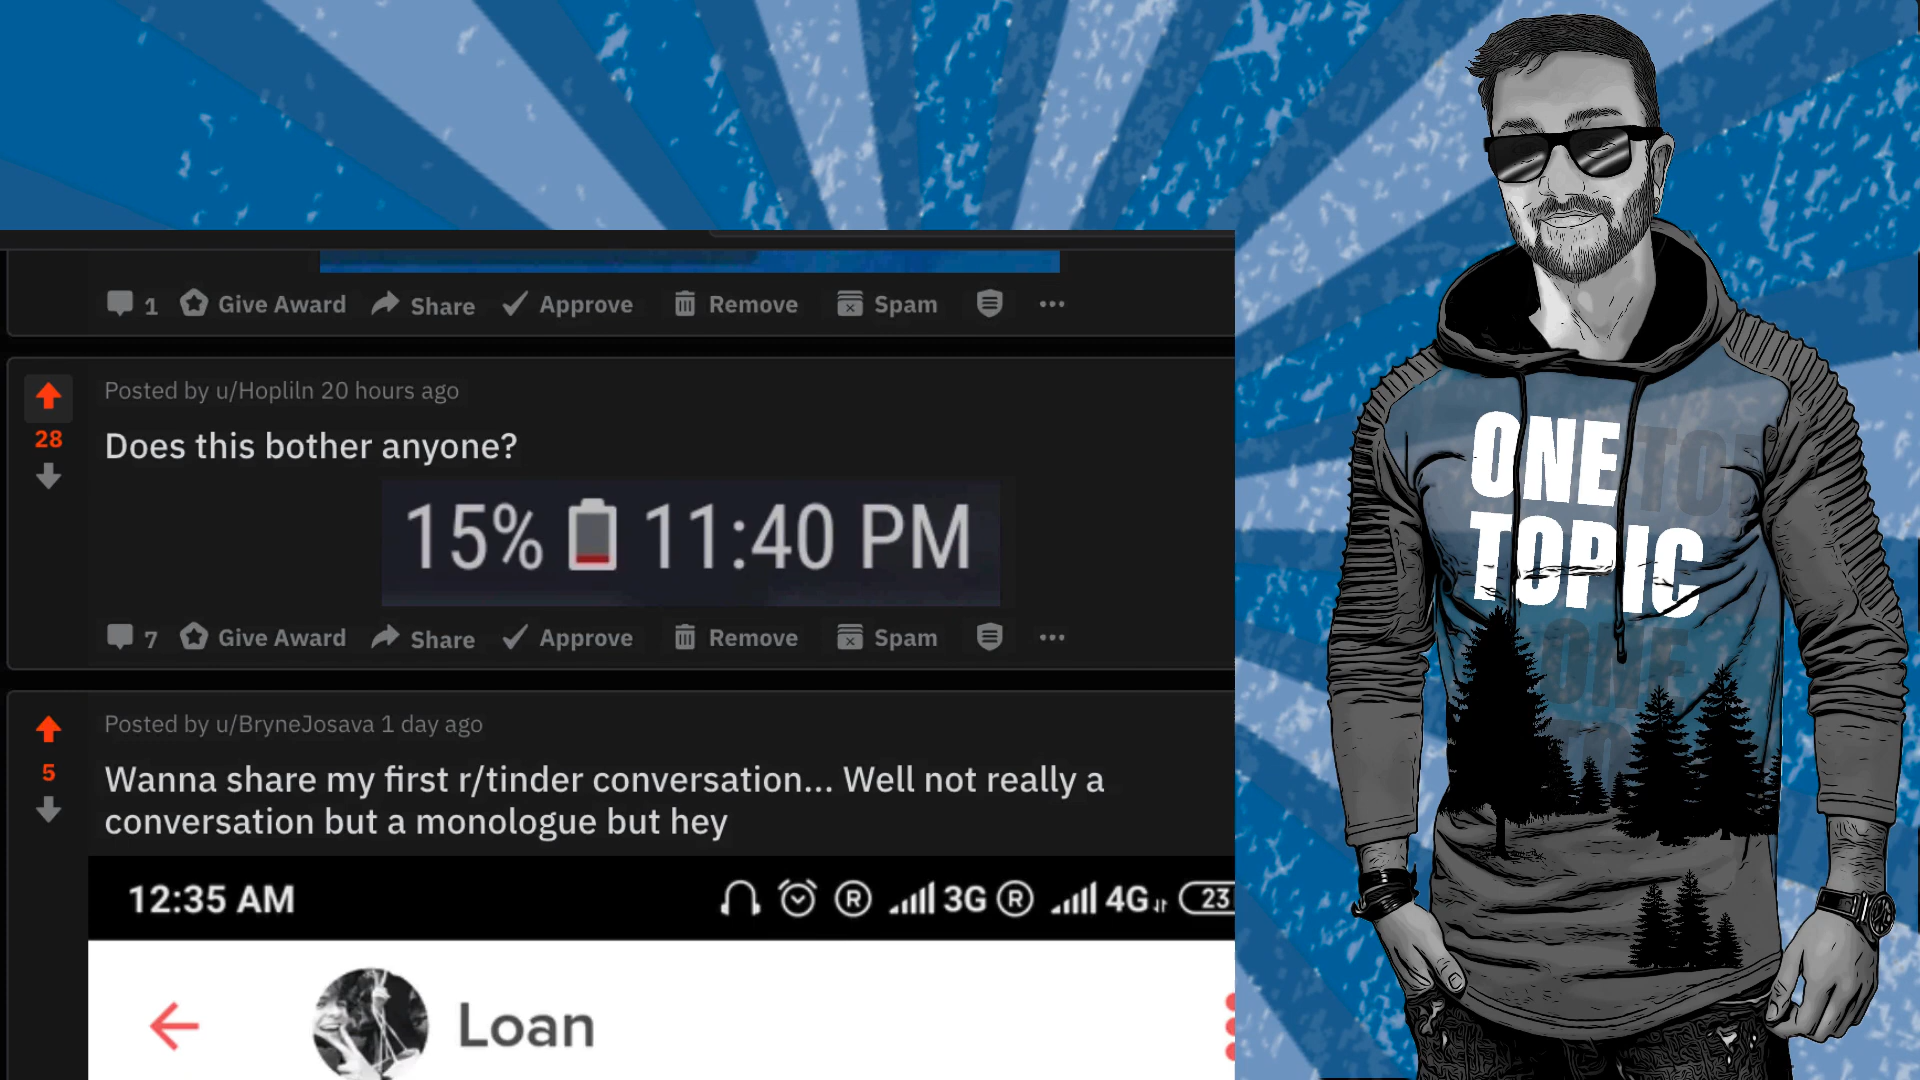 1 Give Award Share Approve Remove Spam
Posted by u/Hopliln 20 hours ago
28
Does this bother anyone?
15% 11:40 PM
7 Give Award Share Approve Remove Spam
Posted by u/BryneJosava 1 day ago
5
Wanna share my first r/tinder conversation... Well not really a
conversation but a monologue but hey
12:35 AM R 3G R 4G 23
Loan
ONE
TOPIC
ONE